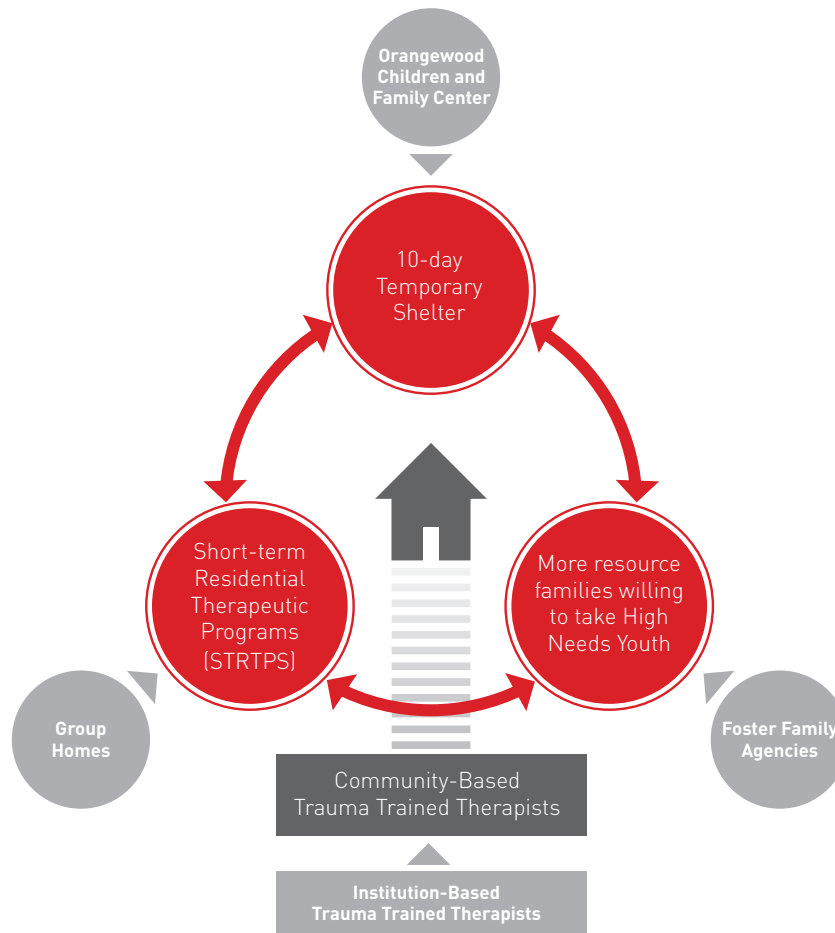 Orangewood
Children and
Family Center
10-day
Temporary
Shelter
Short-term
Residential
Therapeutic
Programs
(STRTPS)
More resource
families willing
to take High
Needs Youth
Group
Homes
Foster Family
Agencies
Community-Based
Trauma Trained Therapists
Institution-Based
Trauma Trained Therapists